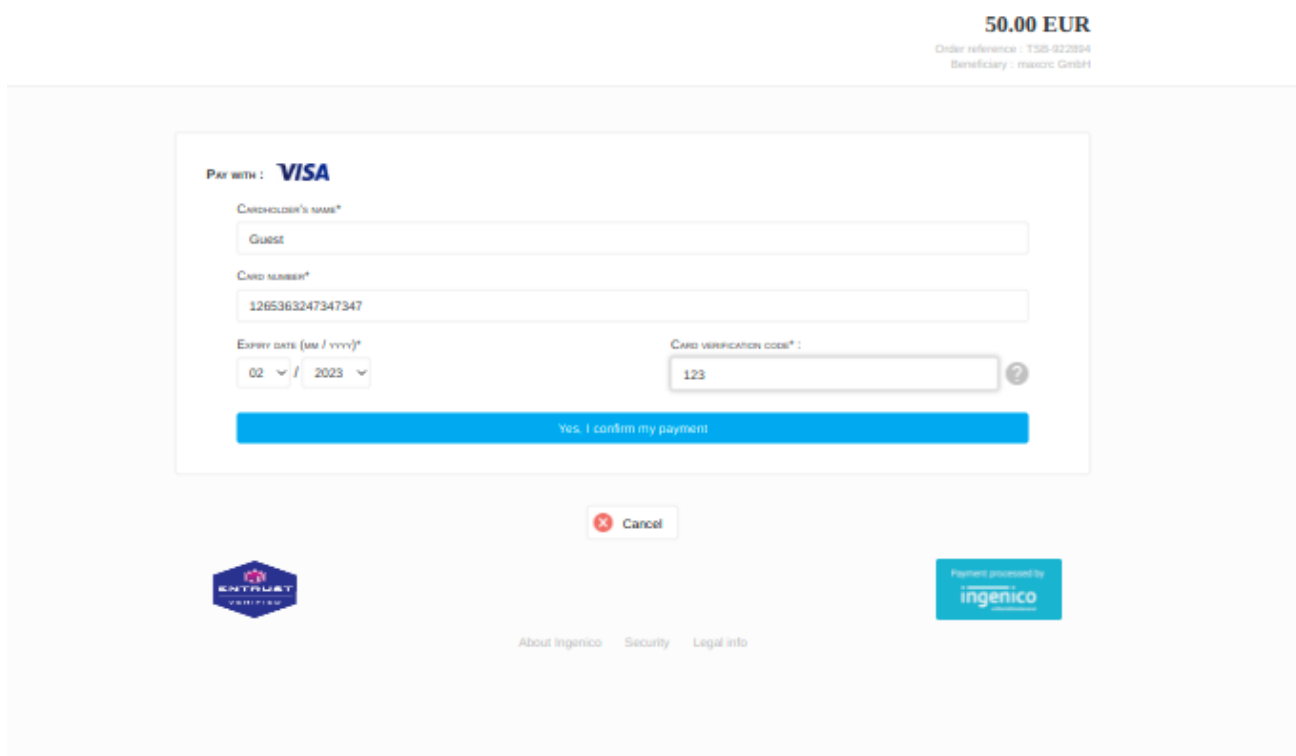 50.00 EUR
Order reference : TSB-922894
Beneficiary : maxcrc GmbH
Pay with : VISA
Cardholder's name*
Guest
Card number*
1265363247347347
Expiry date (mm / yyyy)*
Card verification code* :
02 / 2023
123
Yes, I confirm my payment
Cancel
ENTRUST
VERIFIED
Payment processed by
ingenico
About Ingenico Security Legal info